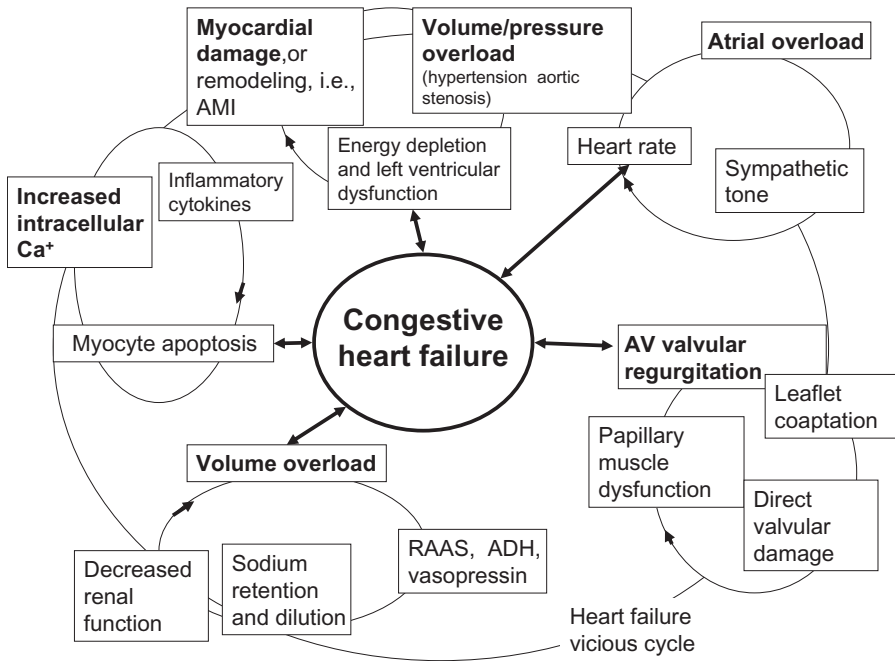 Myocardial
damage,or
remodeling, i.e.,
AMI
Volume/pressure
overload
(hypertension aortic
stenosis)
Atrial overload
Energy depletion
and left ventricular
dysfunction
Heart rate
Sympathetic
tone
Inflammatory
cytokines
Increased
intracellular
Ca+
Myocyte apoptosis
Congestive
heart failure
AV valvular
regurgitation
Leaflet
coaptation
Papillary
muscle
dysfunction
Direct
valvular
damage
Volume overload
RAAS, ADH,
vasopressin
Sodium
retention
and dilution
Decreased
renal
function
Heart failure
vicious cycle